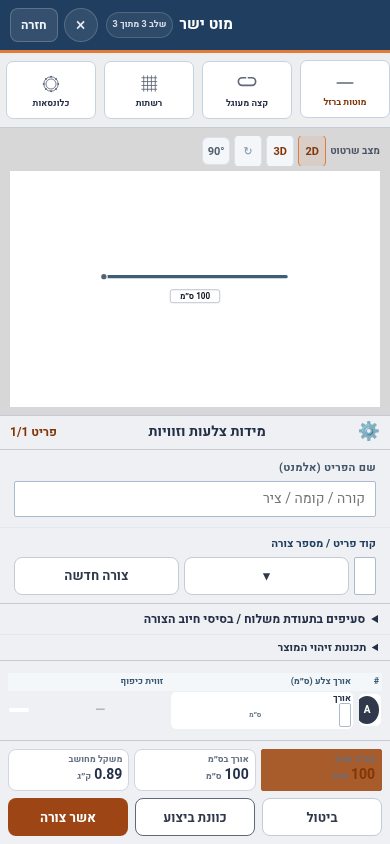 מוט ישר
שלב 3 מתוך 3
×
חזרה
מוטות ברזל
קצה מעוגל
רשתות
כלונסאות
מצב שרטוט
2D
3D
↻
90°
100 ס״מ
מידות צלעות וזוויות
פריט 1/1
שם הפריט (אלמנט)
קורה / קומה / ציר
קוד פריט / מספר צורה
▼
צורה חדשה
סעיפים בתעודת משלוח / בסיסי חיוב הצורה
תכונות זיהוי המוצר
# אורך צלע (ס״מ) זווית כיפוף
A
אורך
ס״מ
—
100
אורך בס״מ
100 ס״מ
משקל מחושב
0.89 ק״ג
ביטול
כוונת ביצוע
אשר צורה